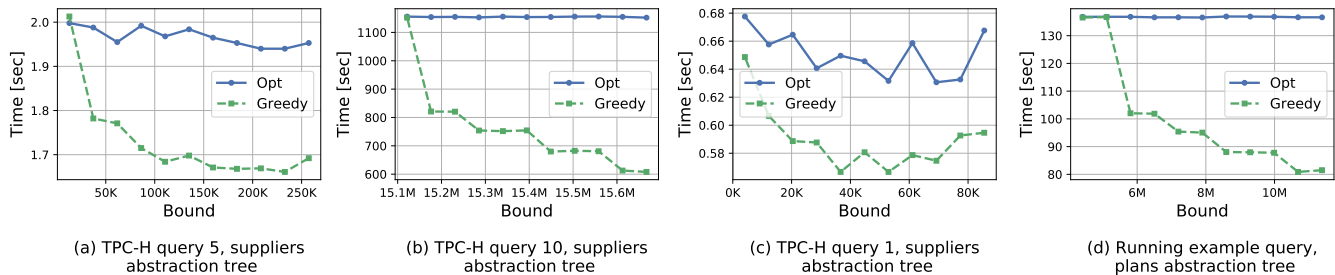 2.0
1.9
1.8
1.7
Time [sec]
Opt
Greedy
50K 100K 150K 200K 250K
Bound
(a) TPC-H query 5, suppliers
abstraction tree
1100
1000
900
800
700
600
Time [sec]
Opt
Greedy
15.1M 15.2M 15.3M 15.4M 15.5M 15.6M
Bound
(b) TPC-H query 10, suppliers
abstraction tree
0.68
0.66
0.64
0.62
0.60
0.58
Time [sec]
Opt
Greedy
0K 20K 40K 60K 80K
Bound
(c) TPC-H query 1, suppliers
abstraction tree
130
120
110
100
90
80
Time [sec]
Opt
Greedy
6M 8M 10M
Bound
(d) Running example query,
plans abstraction tree